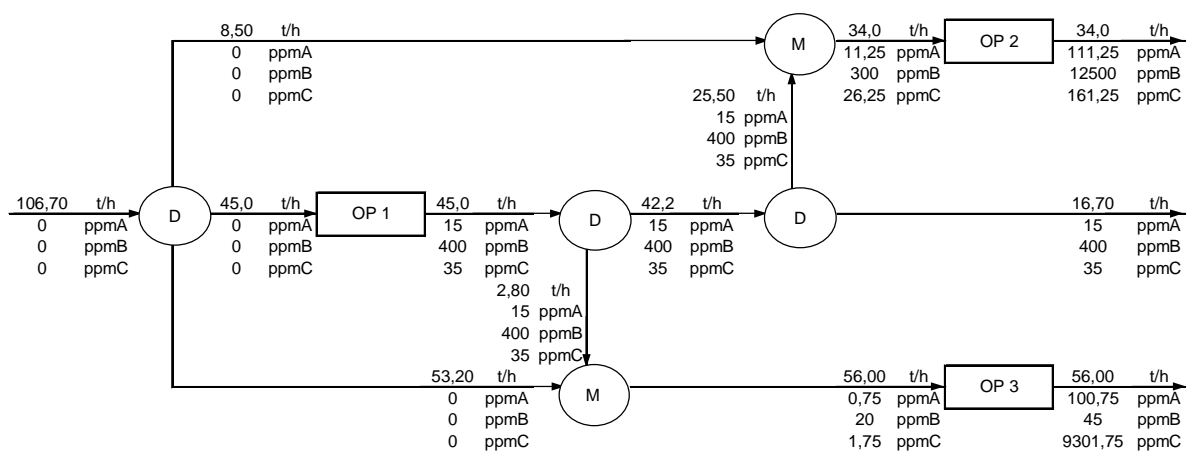 8,50 t/h
0 ppmA
0 ppmB
0 ppmC
M
34,0 t/h
11,25 ppmA
300 ppmB
26,25 ppmC
OP 2
34,0 t/h
111,25 ppmA
12500 ppmB
161,25 ppmC
25,50 t/h
15 ppmA
400 ppmB
35 ppmC
106,70 t/h
0 ppmA
0 ppmB
0 ppmC
D
45,0 t/h
0 ppmA
0 ppmB
0 ppmC
OP 1
45,0 t/h
15 ppmA
400 ppmB
35 ppmC
D
42,2 t/h
15 ppmA
400 ppmB
35 ppmC
D
16,70 t/h
15 ppmA
400 ppmB
35 ppmC
2,80 t/h
15 ppmA
400 ppmB
35 ppmC
53,20 t/h
0 ppmA
0 ppmB
0 ppmC
M
56,00 t/h
0,75 ppmA
20 ppmB
1,75 ppmC
OP 3
56,00 t/h
100,75 ppmA
45 ppmB
9301,75 ppmC